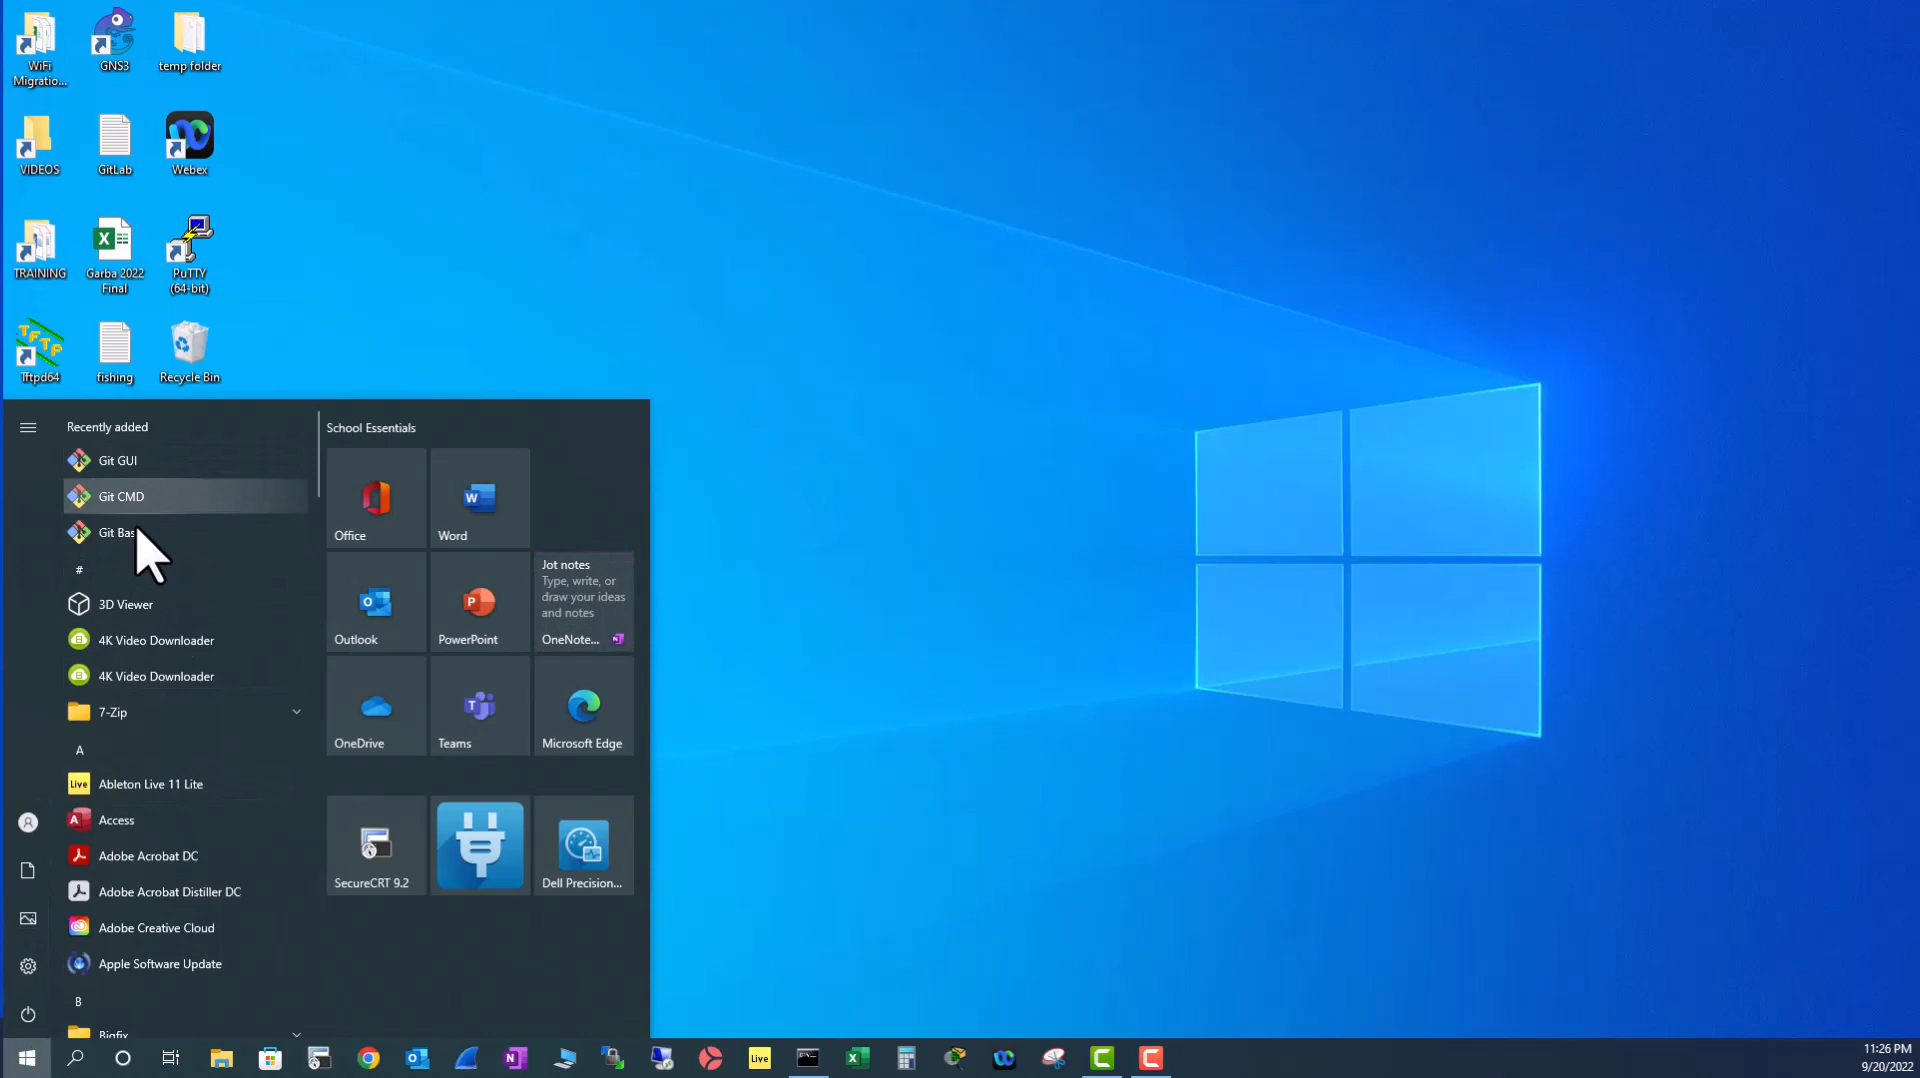 WiFi
Migratio...
GNS3
temp folder
VIDEOS
GitLab
Webex
TRAINING
Garba 2022
Final
PuTTY
(64-bit)
TFTP
Tftpd64
fishing
Recycle Bin
Recently added
Git GUI
Git CMD
Git Bas
#
3D Viewer
4K Video Downloader
4K Video Downloader
7-Zip
A
Live
Ableton Live 11 Lite
Access
Adobe Acrobat DC
Adobe Acrobat Distiller DC
Adobe Creative Cloud
Apple Software Update
B
Bigfix
School Essentials
Office
Word
Outlook
PowerPoint
Jot notes
Type, write, or
draw your ideas
and notes
OneNote...
OneDrive
Teams
Microsoft Edge
SecureCRT 9.2
Dell Precision...
Live
11:26 PM
9/20/2022